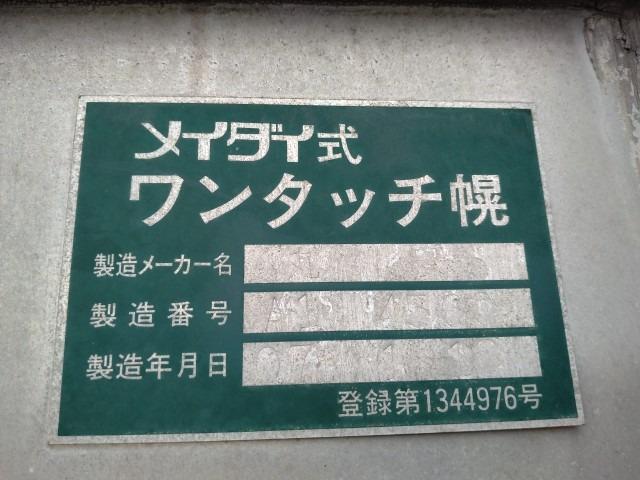 メイダイ式
ワンタッチ幌
製造メーカー名
製造番号
製造年月日
登録第1344976号